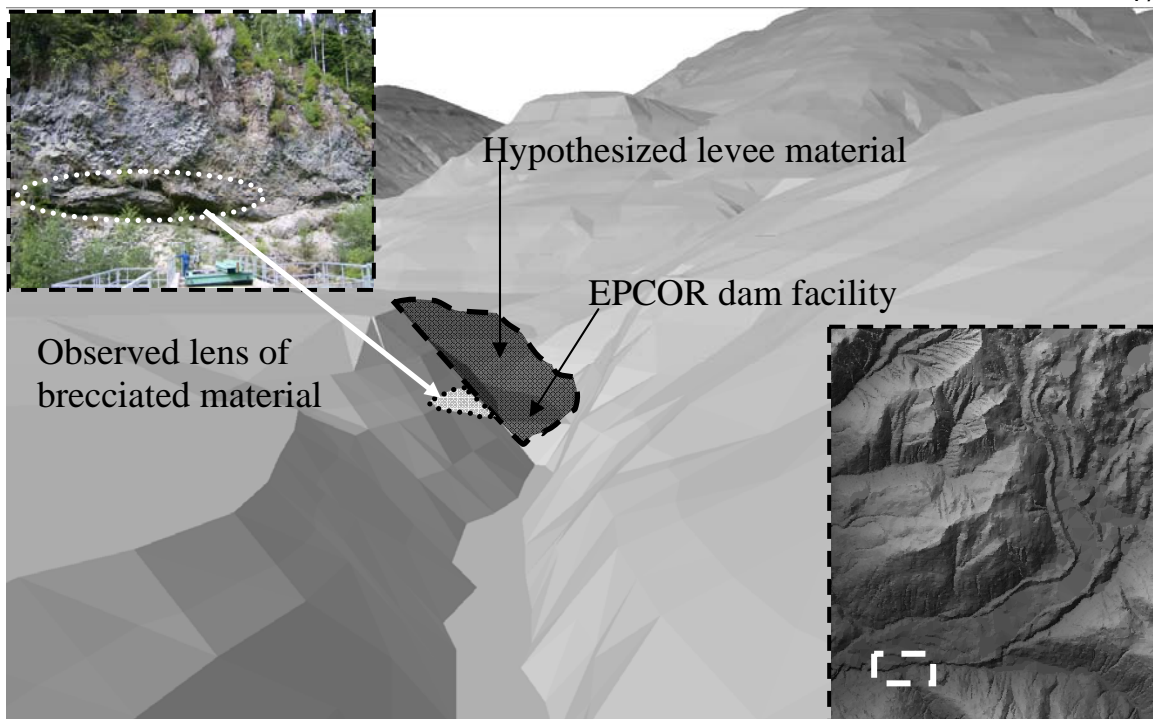 Hypothesized levee material
EPCOR dam facility
Observed lens of
brecciated material